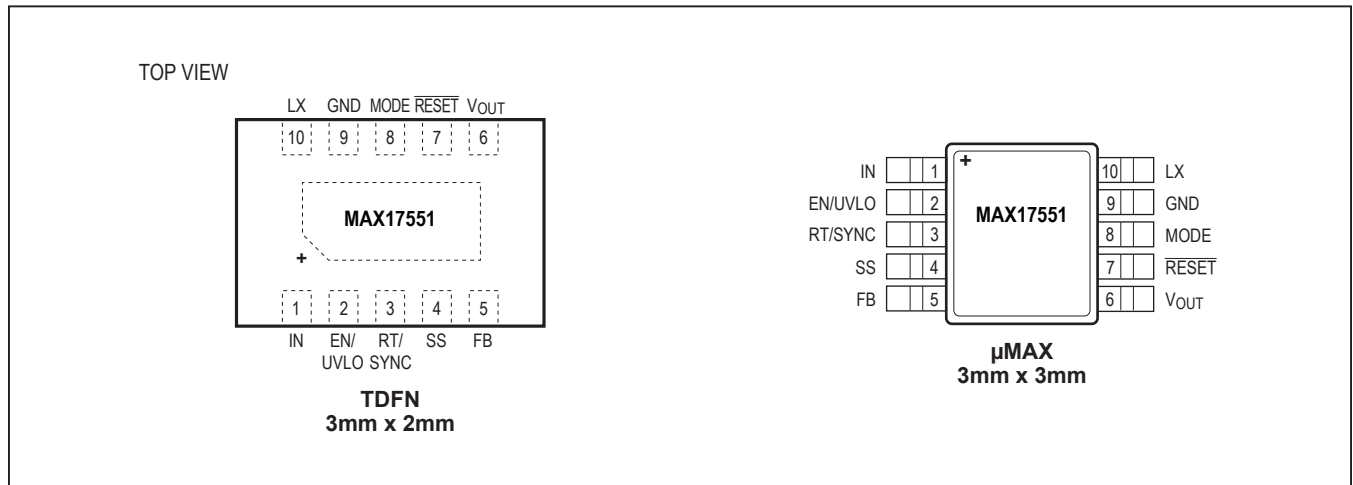 TOP VIEW
LX GND MODE RESET VOUT
10 9 8 7 6
MAX17551
+
1 2 3 4 5
IN EN/ RT/ SS FB
UVLO SYNC
TDFN
3mm x 2mm
+
IN 1 10 LX
EN/UVLO 2 MAX17551 9 GND
RT/SYNC 3 8 MODE
SS 4 7 RESET
FB 5 6 VOUT
µMAX
3mm x 3mm